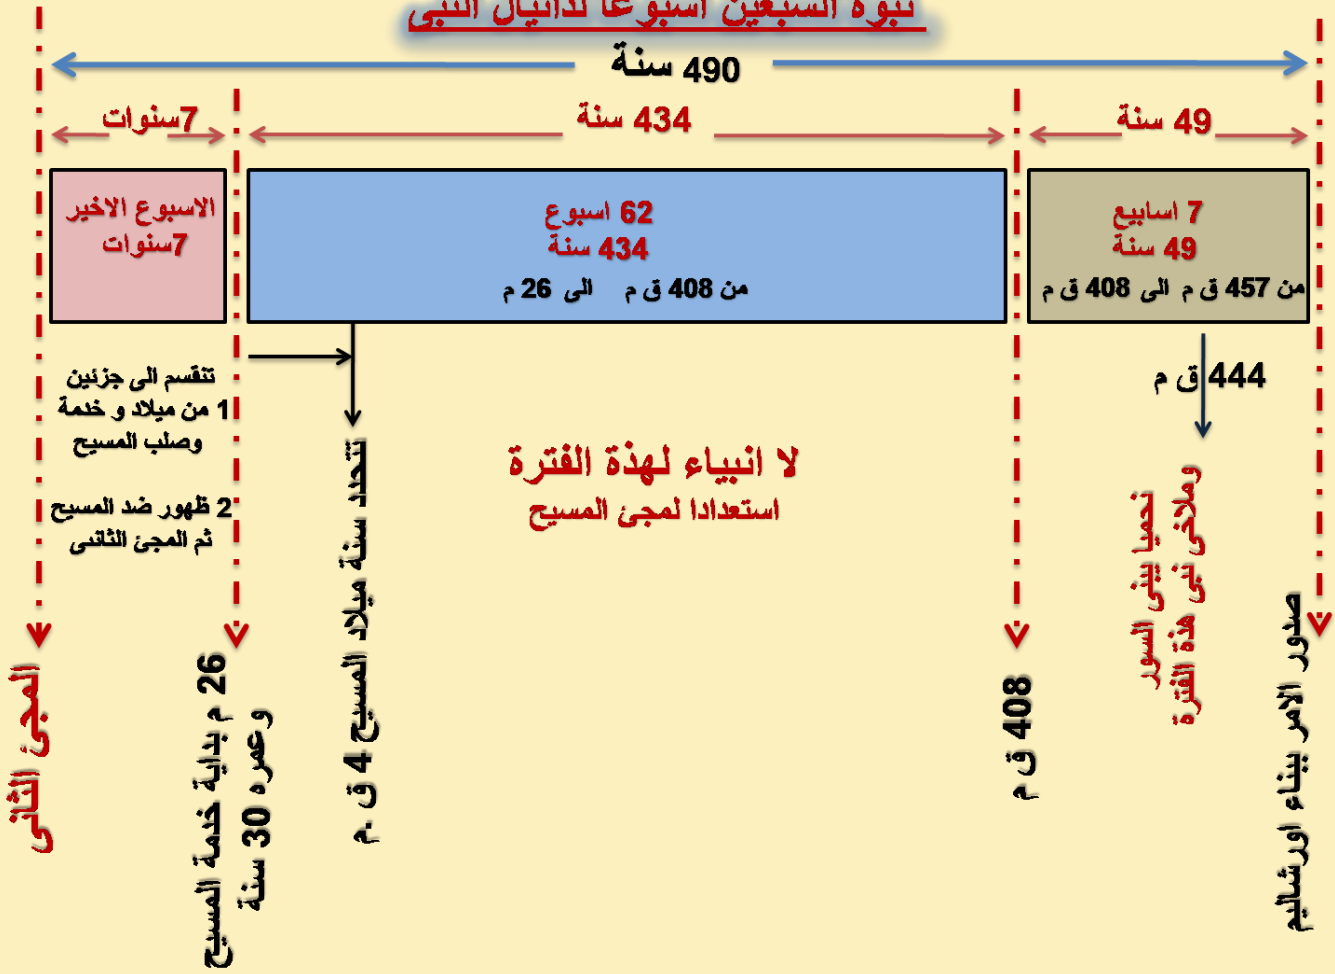 نبوة السبعين اسبوعا لدانيال النبى
490 سنة
49 سنة
434 سنة
7سنوات
7 اسابيع
49 سنة
من 457 ق م الى 408 ق م
62 اسبوع
434 سنة
من 408 ق م الى 26 م
الاسبوع الاخير
7سنوات
444 ق م
نحميا يبنى السور
وملاخى نبى هذة الفترة
صدور الامر ببناء اورشاليم
408 ق م
لا انبياء لهذة الفترة
استعدادا لمجئ المسيح
تتحدد سنة ميلاد المسيح 4 ق .م
تنقسم الى جزئين
1 من ميلاد و خدمة
وصلب المسيح
2 ظهور ضد المسيح
ثم المجئ الثانى
26 م بداية خدمة المسيح
وعمره 30 سنة
المجئ الثانى